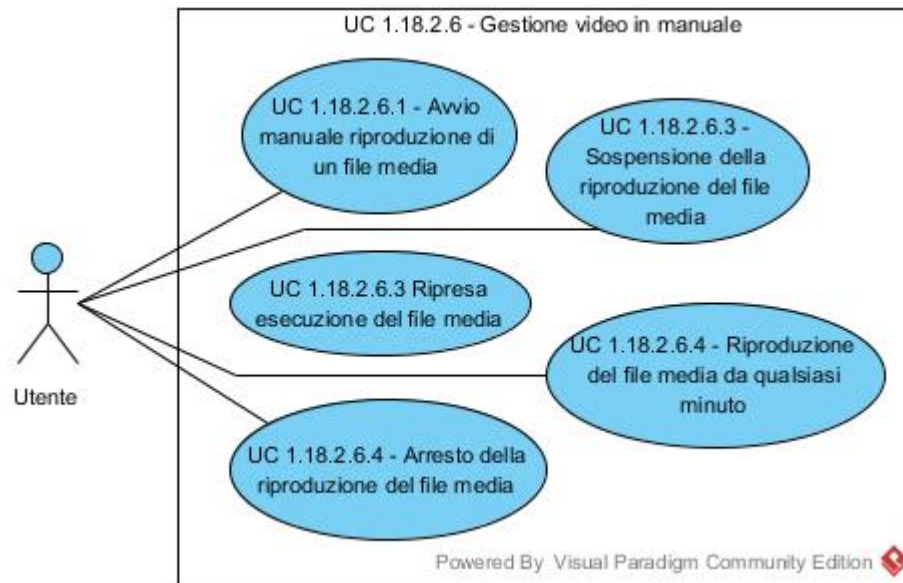 UC 1.18.2.6 - Gestione video in manuale
UC 1.18.2.6.1 - Avvio
manuale riproduzione di
un file media
UC 1.18.2.6.3 -
Sospensione della
riproduzione del file
media
UC 1.18.2.6.3 Ripresa
esecuzione del file media
UC 1.18.2.6.4 - Riproduzione
del file media da qualsiasi
minuto
Utente
UC 1.18.2.6.4 - Arresto della
riproduzione del file media
Powered By Visual Paradigm Community Edition